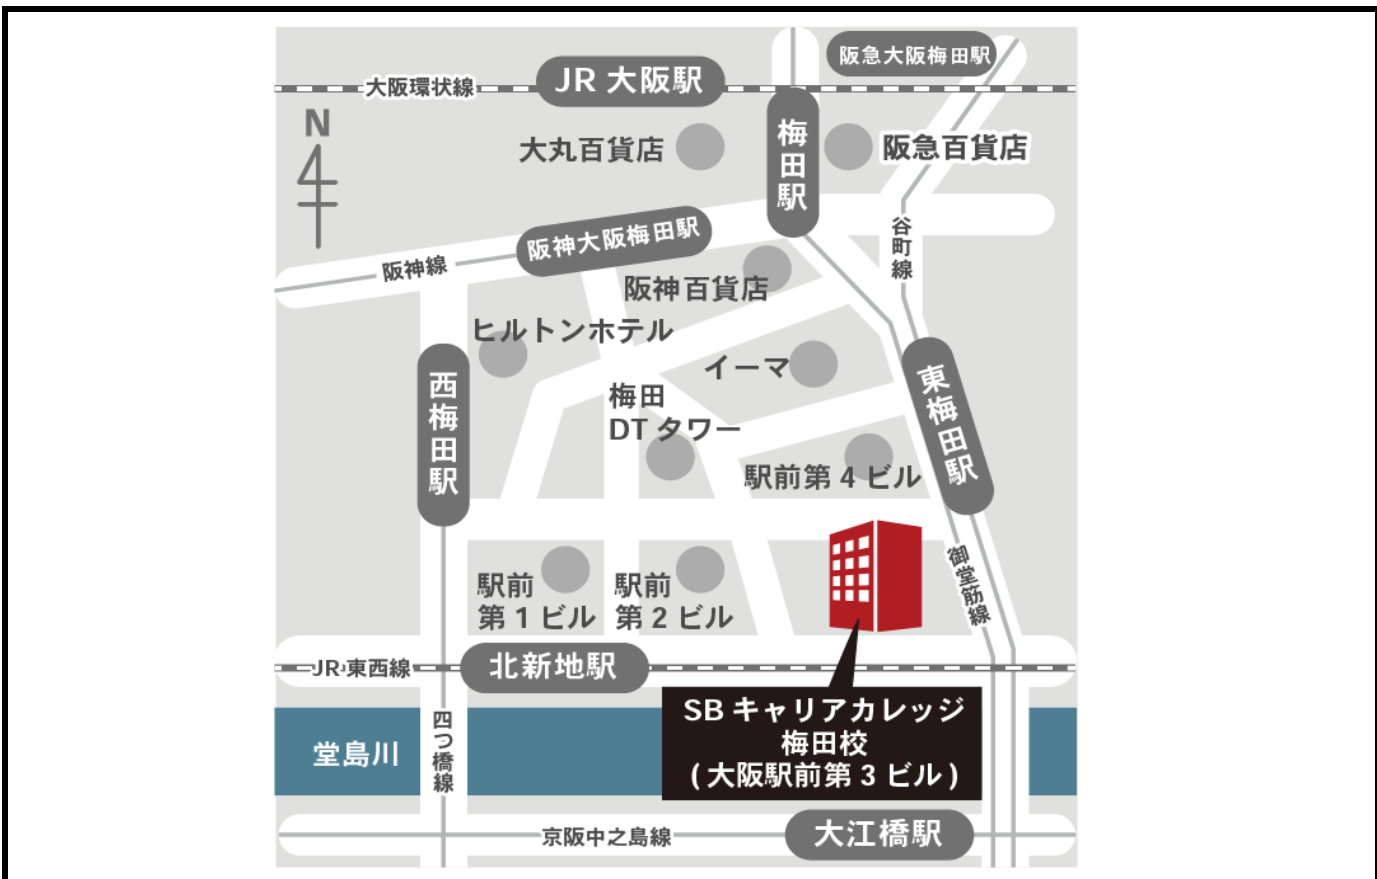 阪急大阪梅田駅
JR 大阪駅
大阪環状線
N
梅田駅
大丸百貨店
阪急百貨店
谷町線
阪神大阪梅田駅
阪神線
阪神百貨店
ヒルトンホテル
イーマ
西梅田駅
梅田
DT タワー
東梅田駅
駅前第 4 ビル
御堂筋線
駅前
第 1 ビル
駅前
第 2 ビル
JR 東西線
北新地駅
SB キャリアカレッジ
梅田校
( 大阪駅前第 3 ビル )
堂島川
四つ橋線
京阪中之島線
大江橋駅